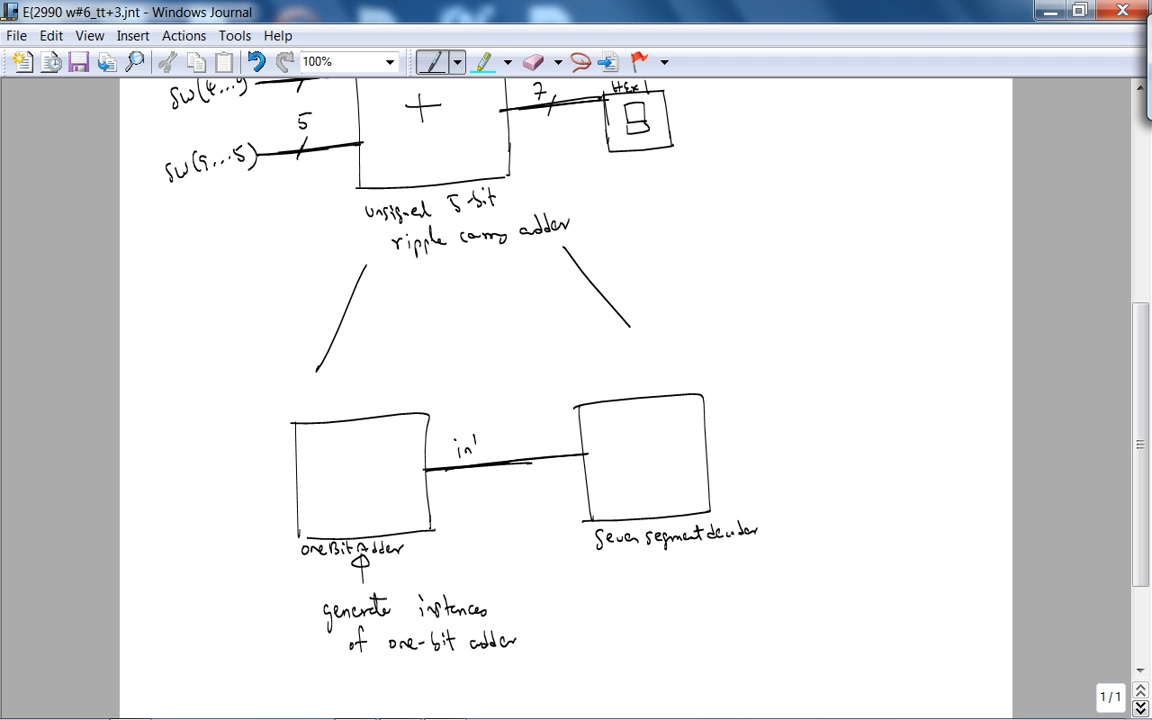 E{2990 w#6_tt+3.jnt - Windows Journal
File Edit View Insert Actions Tools Help
100%
SW(4...4)
7
HEX1
+
5
SW(9...5)
unsigned 5-bit
ripple carry adder
int
oneBitAdder
seven segment decoder
generate instances
of one-bit adder
1 / 1